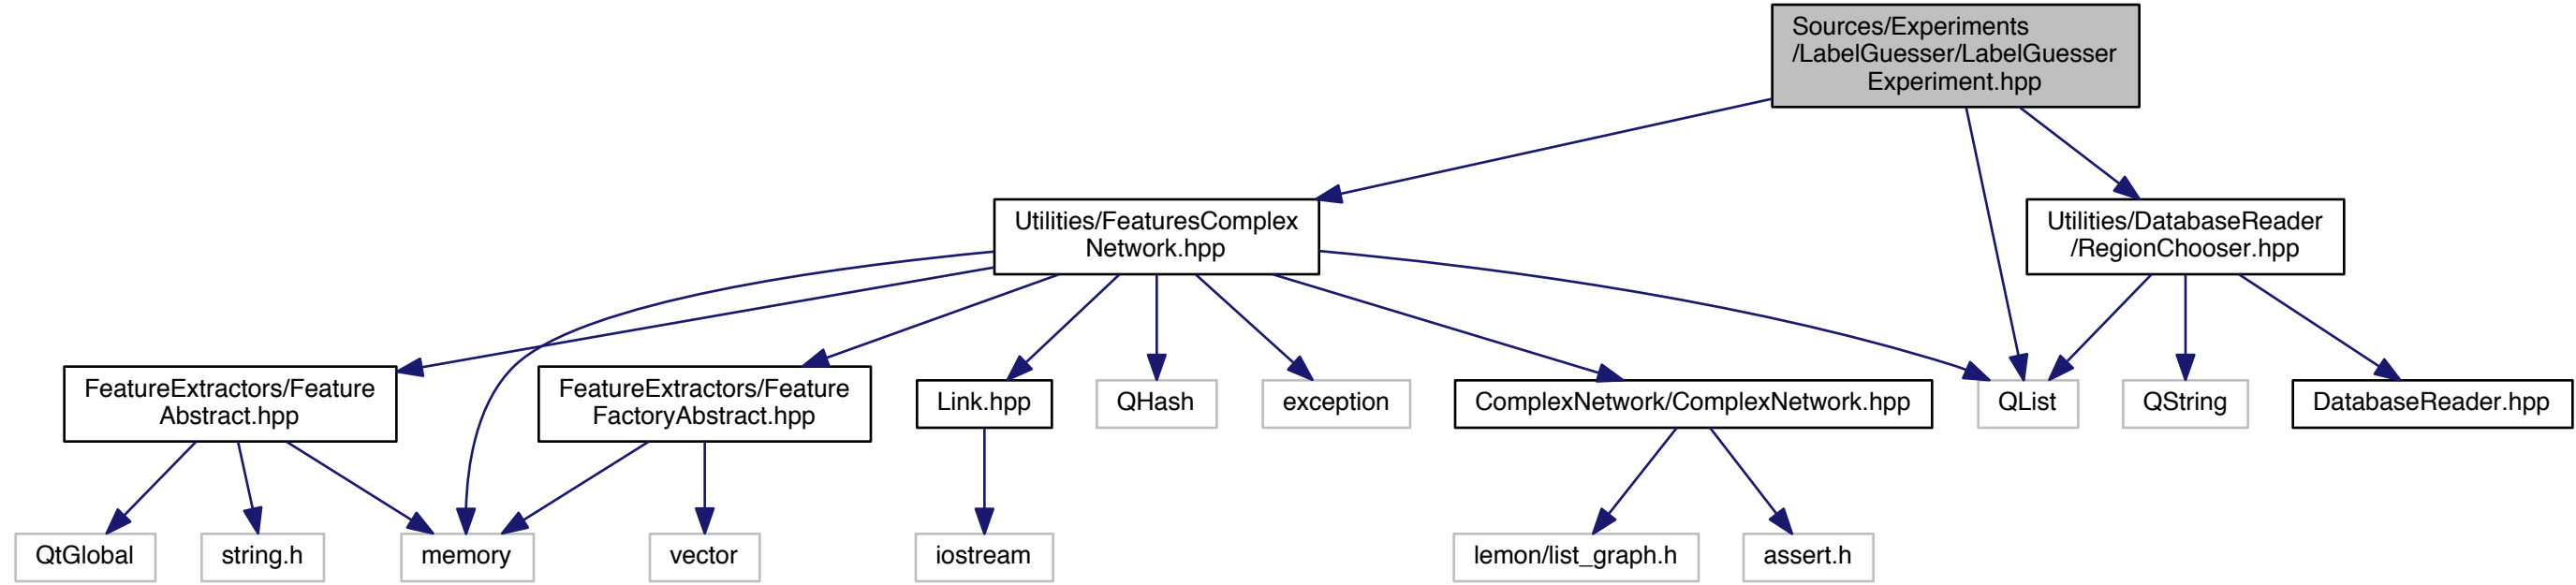 Sources/Experiments
/LabelGuesser/LabelGuesser
Experiment.hpp
Utilities/FeaturesComplex
Network.hpp
Utilities/DatabaseReader
/RegionChooser.hpp
FeatureExtractors/Feature
Abstract.hpp
FeatureExtractors/Feature
FactoryAbstract.hpp
Link.hpp
QHash
exception
ComplexNetwork/ComplexNetwork.hpp
QList
QString
DatabaseReader.hpp
QtGlobal
string.h
memory
vector
iostream
lemon/list_graph.h
assert.h